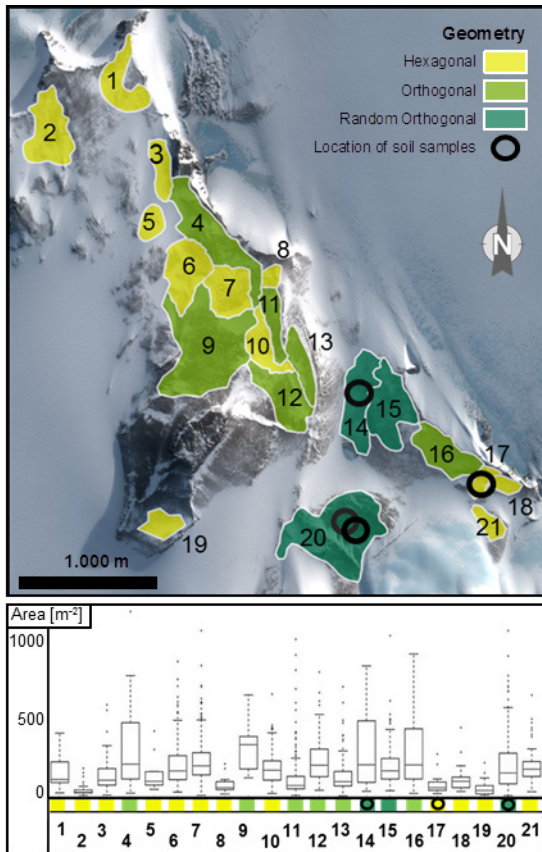 Geometry
Hexagonal
Orthogonal
Random Orthogonal
Location of soil samples
N
1
2
3
4
5
6
7
8
9
10
11
12
13
14
15
16
17
18
19
20
21
1.000 m
Area [m⁻²]
1000
500
0
1 2 3 4 5 6 7 8 9 10 11 12 13 14 15 16 17 18 19 20 21